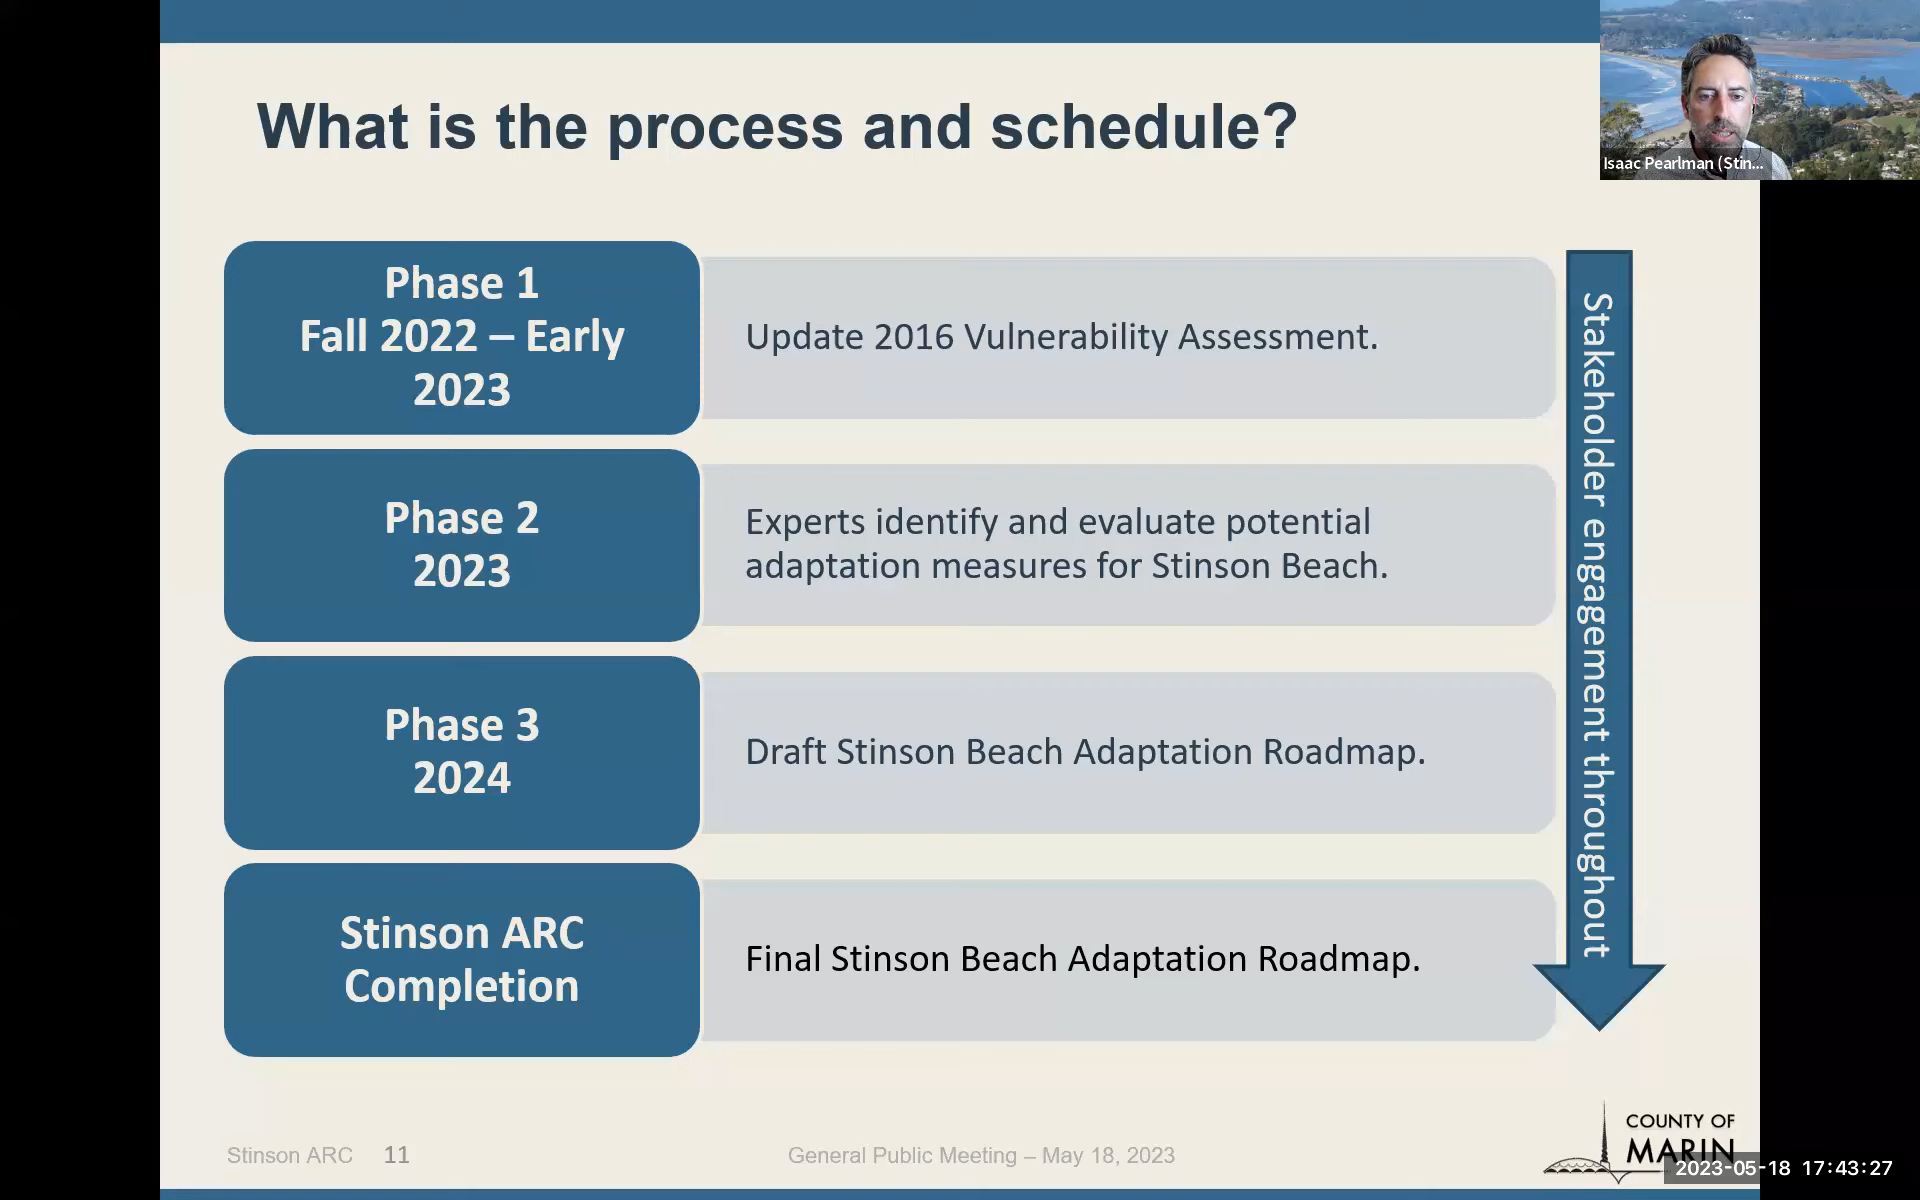 What is the process and schedule?
Isaac Pearlman (Stin...
Phase 1
Fall 2022 – Early
2023
Update 2016 Vulnerability Assessment.
Phase 2
2023
Experts identify and evaluate potential
adaptation measures for Stinson Beach.
Phase 3
2024
Draft Stinson Beach Adaptation Roadmap.
Stinson ARC
Completion
Final Stinson Beach Adaptation Roadmap.
Stakeholder engagement throughout
Stinson ARC 11
General Public Meeting – May 18, 2023
COUNTY OF
MARIN
2023-05-18 17:43:27